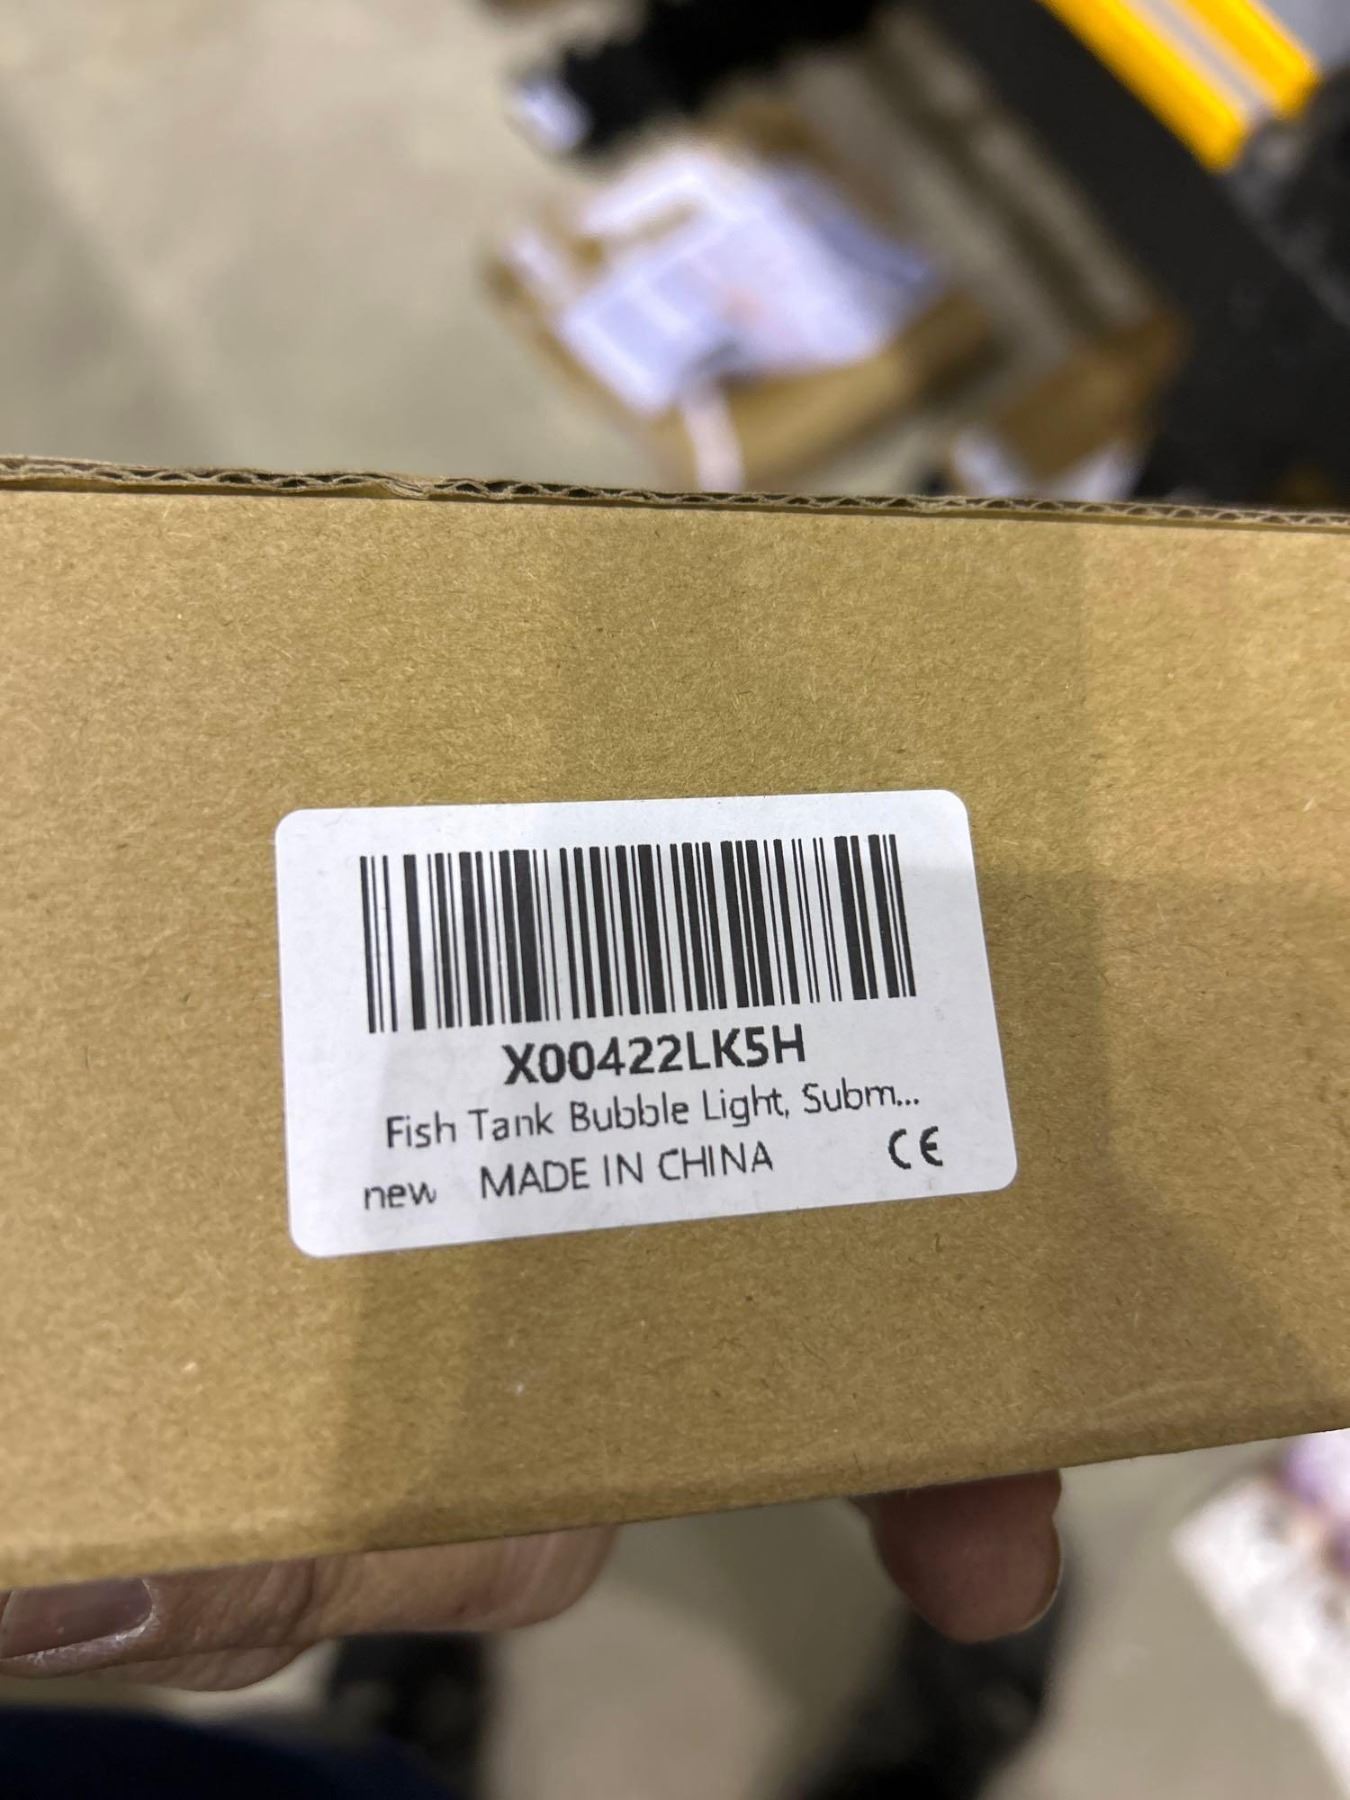 X00422LK5H
Fish Tank Bubble Light, Subm...
new MADE IN CHINA CE